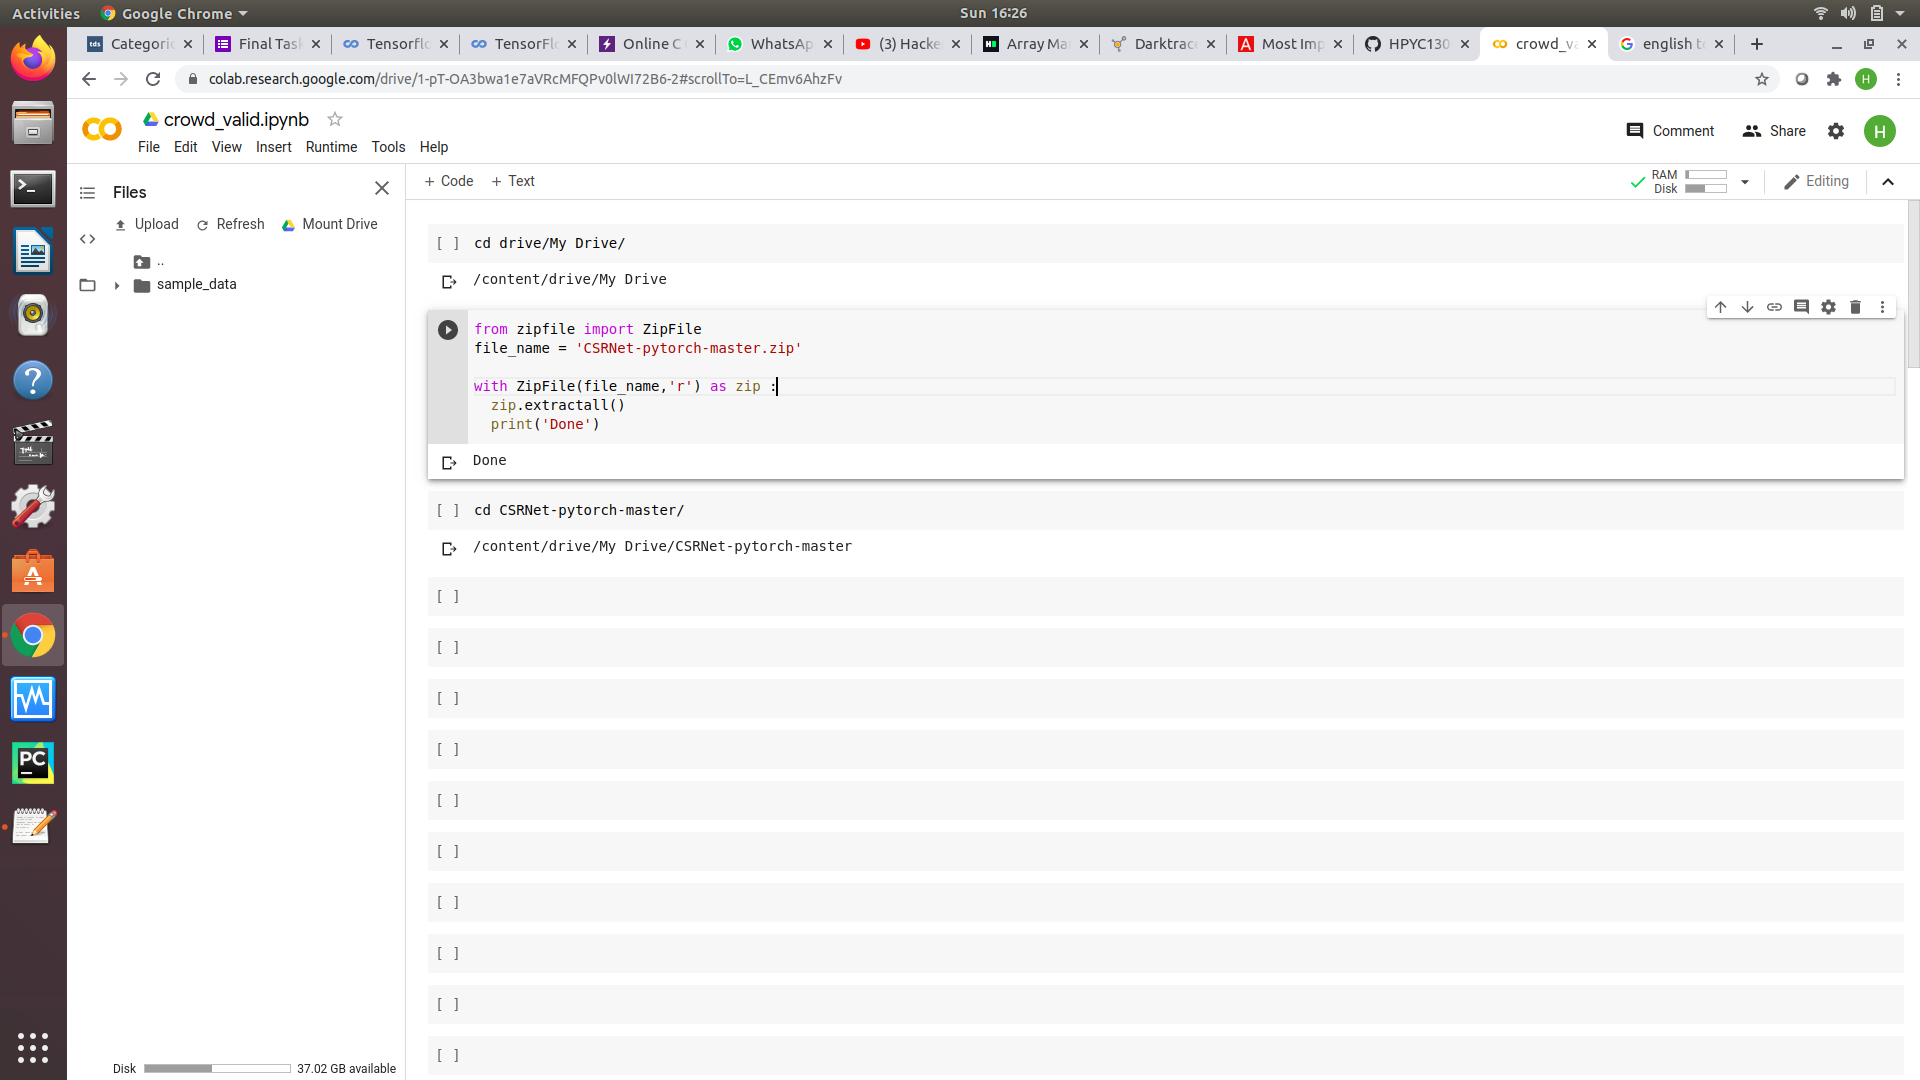 Activities Google Chrome Sun 16:26
Categoric Final Tas Tensorfl TensorFl Online C WhatsAp (3) Hacke Array Ma Darktrac Most Imp HPYC130 crowd_va english t
colab.research.google.com/drive/1-pT-OA3bwa1e7aVRcMFQPv0lWI72B6-2#scrollTo=L_CEmv6AhzFv H
crowd_valid.ipynb
File Edit View Insert Runtime Tools Help
Comment Share H
Files
+ Code + Text RAM Disk Editing
Upload Refresh Mount Drive
..
sample_data
[ ] cd drive/My Drive/
/content/drive/My Drive
from zipfile import ZipFile
file_name = 'CSRNet-pytorch-master.zip'
with ZipFile(file_name,'r') as zip :
zip.extractall()
print('Done')
Done
[ ] cd CSRNet-pytorch-master/
/content/drive/My Drive/CSRNet-pytorch-master
[ ]
[ ]
[ ]
[ ]
[ ]
[ ]
[ ]
[ ]
[ ]
[ ]
Disk 37.02 GB available